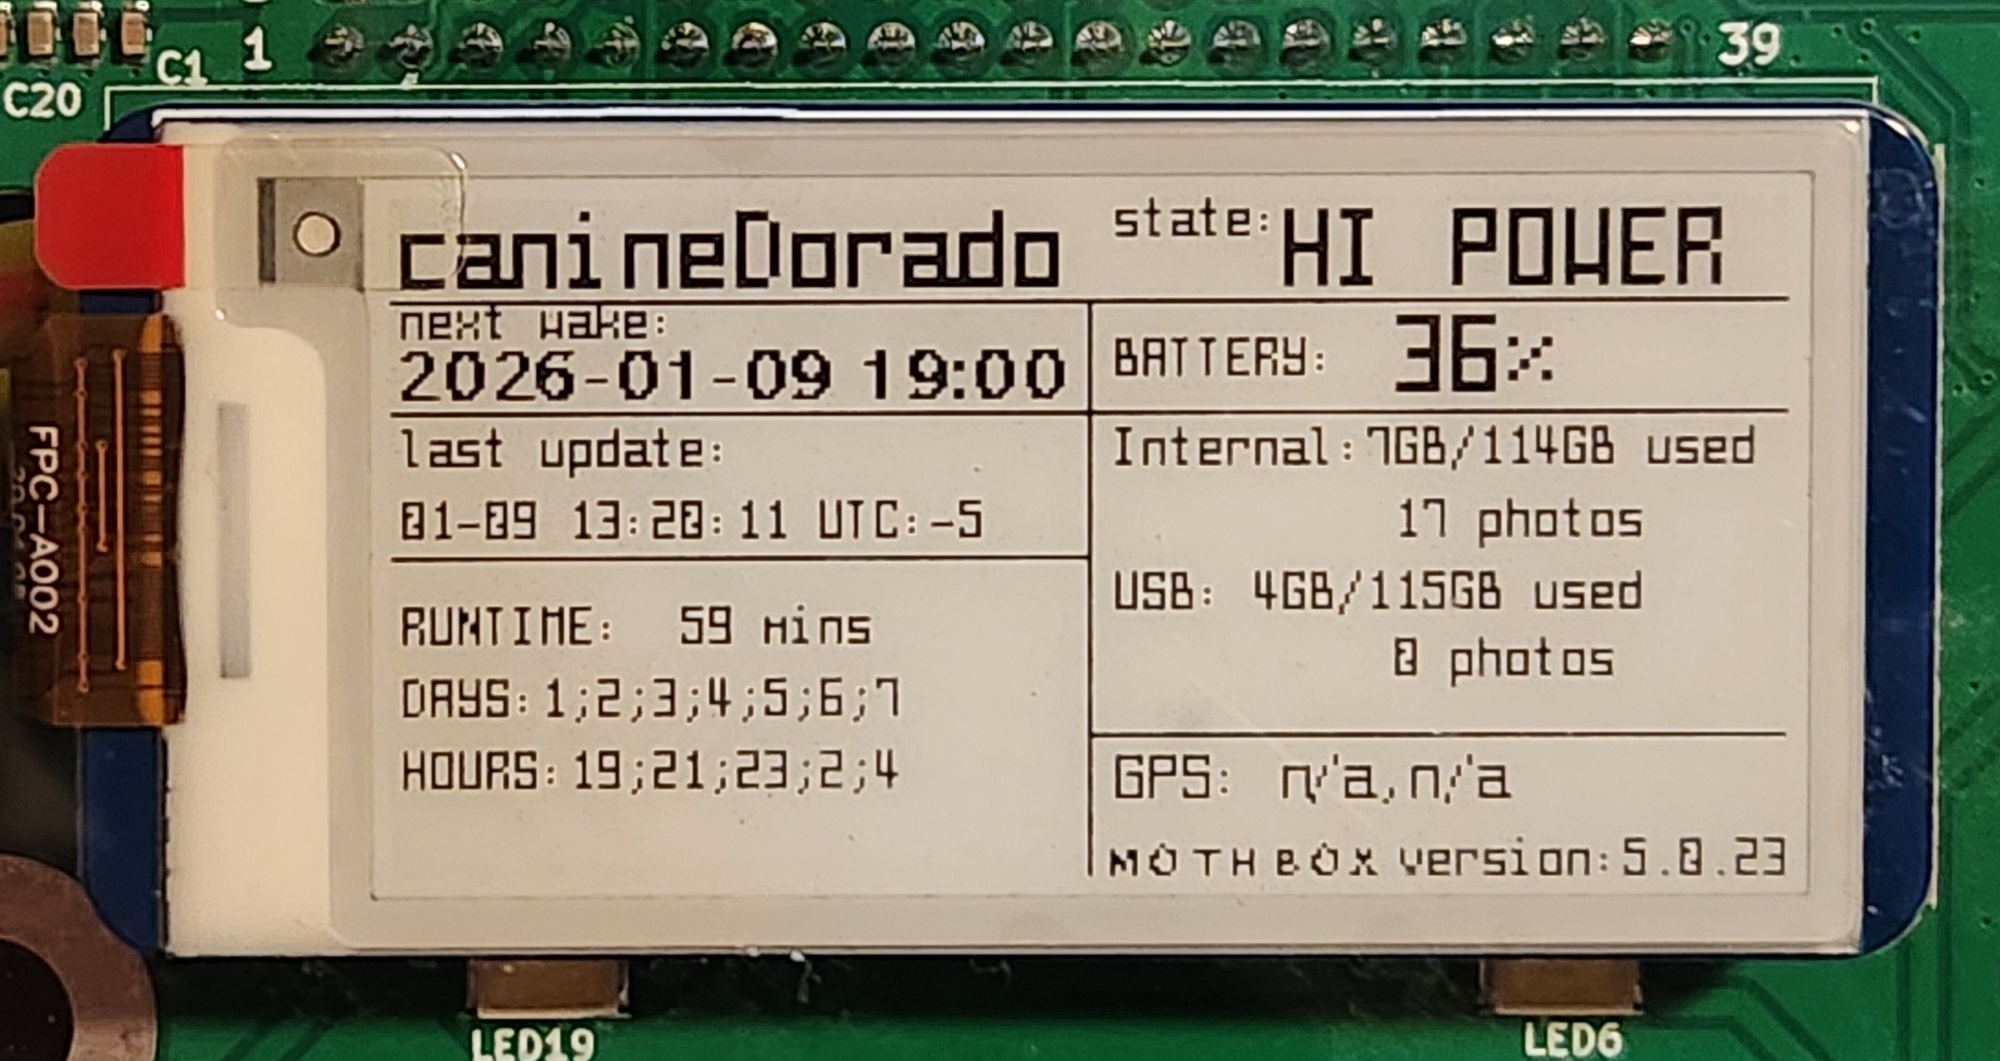 C20
C1
1
39
canineDorado
state: HI POWER
next wake:
2026-01-09 19:00
BATTERY: 36%
last update:
01-09 13:20:11 UTC:-5
Internal: 7GB/114GB used
17 photos
USB: 4GB/115GB used
0 photos
RUNTIME: 59 mins
DAYS: 1;2;3;4;5;6;7
HOURS: 19;21;23;2;4
GPS: n/a,n/a
MOTHBOX version: 5.0.23
FPC-A002
LED19
LED6